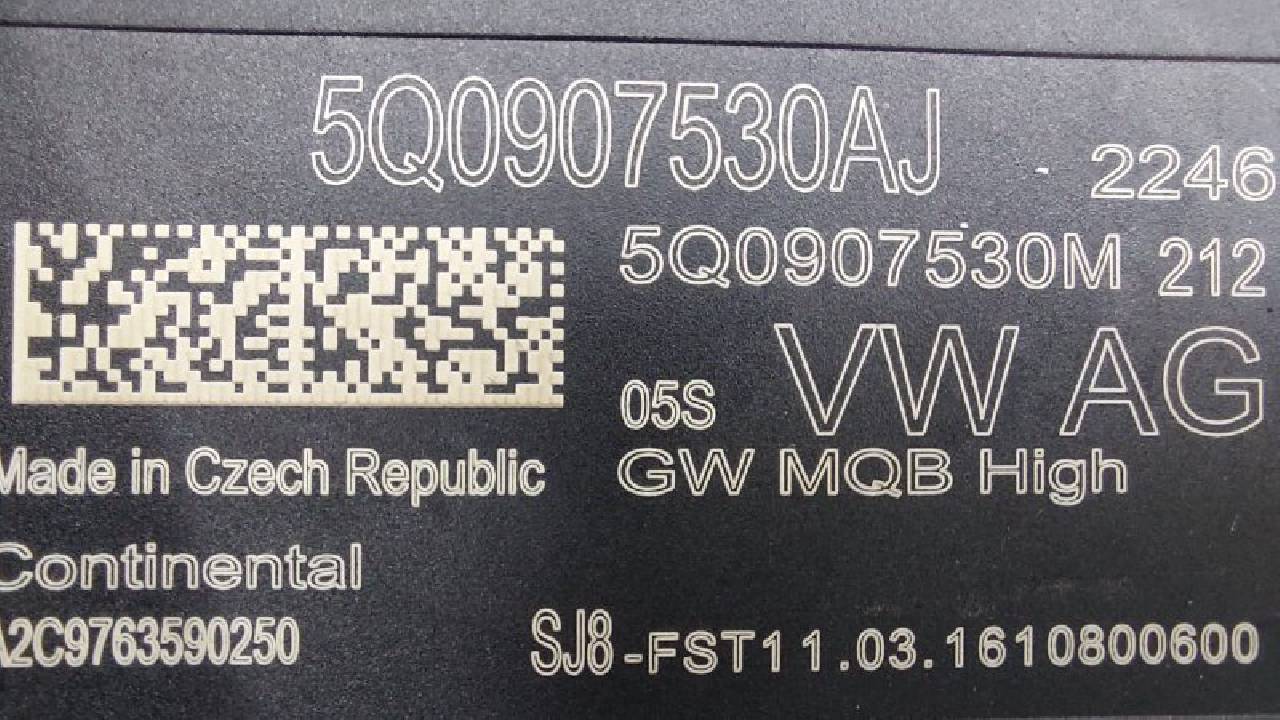 5Q0907530AJ
2246
5Q0907530M 212
05S VW AG
Made in Czech Republic
GW MQB High
Continental
A2C9763590250
SJ8-FST11.03.1610800600